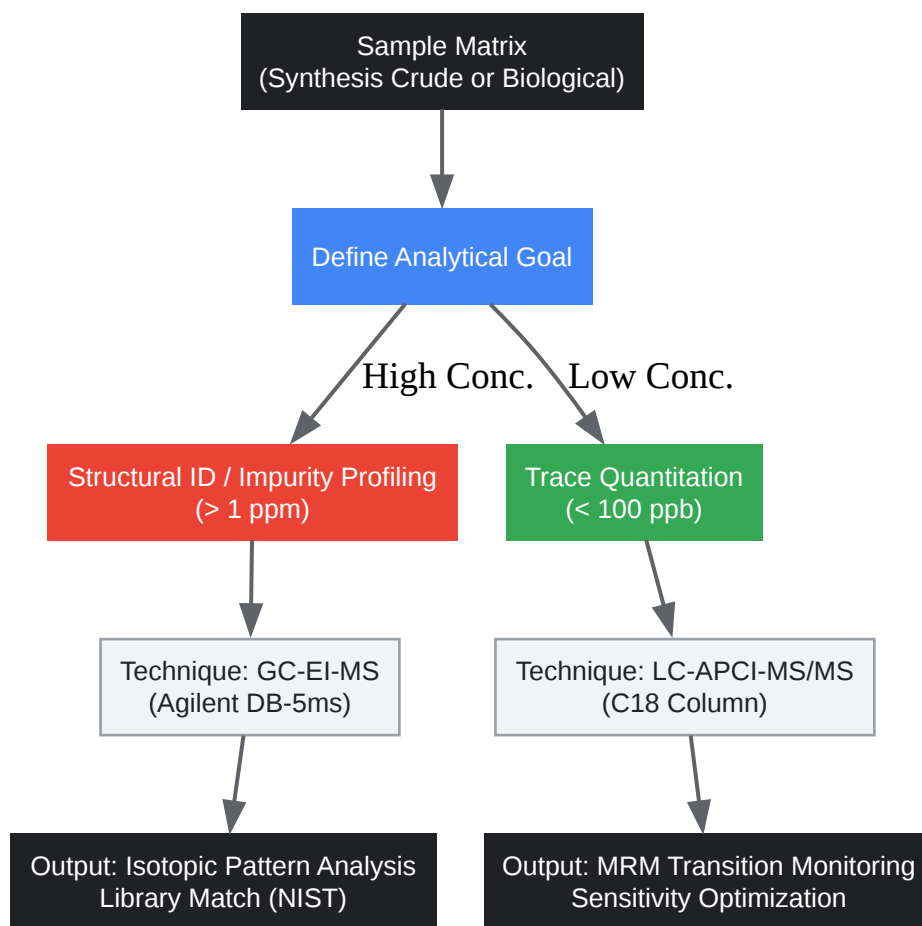 Sample Matrix
(Synthesis Crude or Biological)
Define Analytical Goal
High Conc.
Low Conc.
Structural ID / Impurity Profiling
(> 1 ppm)
Trace Quantitation
(< 100 ppb)
Technique: GC-EI-MS
(Agilent DB-5ms)
Technique: LC-APCI-MS/MS
(C18 Column)
Output: Isotopic Pattern Analysis
Library Match (NIST)
Output: MRM Transition Monitoring
Sensitivity Optimization